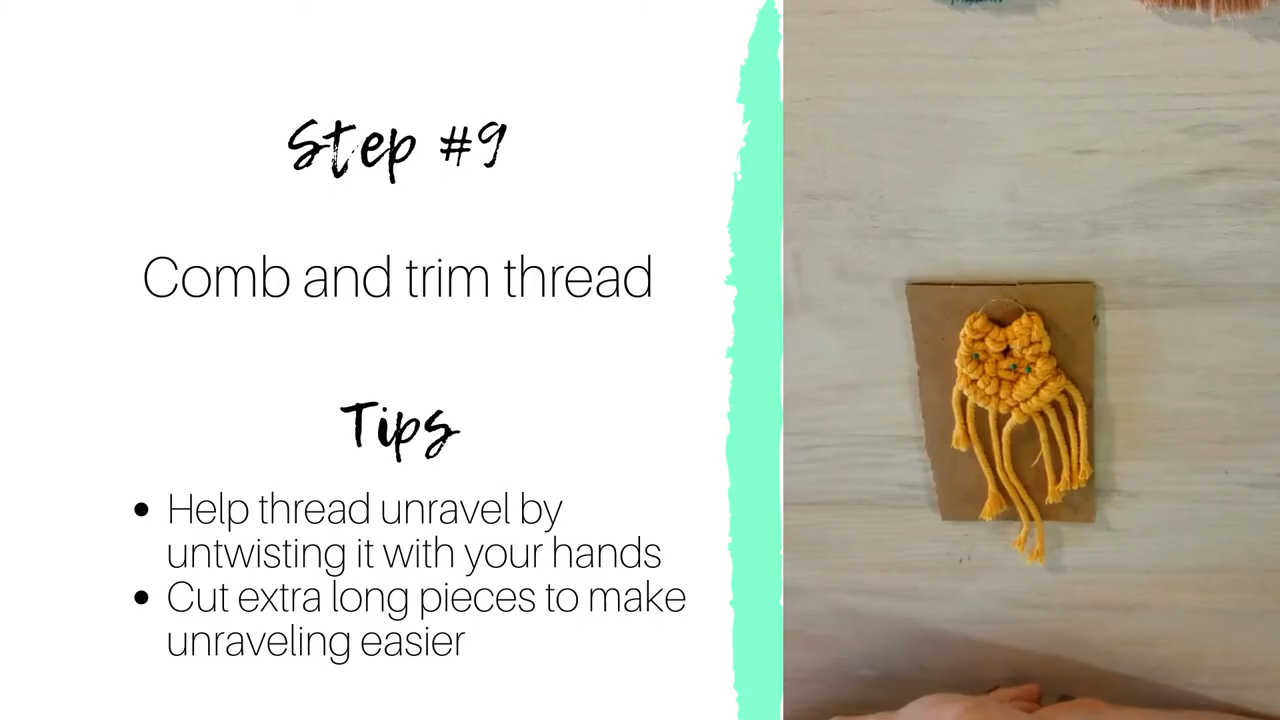 Step #9
Comb and trim thread
Tips
• Help thread unravel by
untwisting it with your hands
• Cut extra long pieces to make
unraveling easier